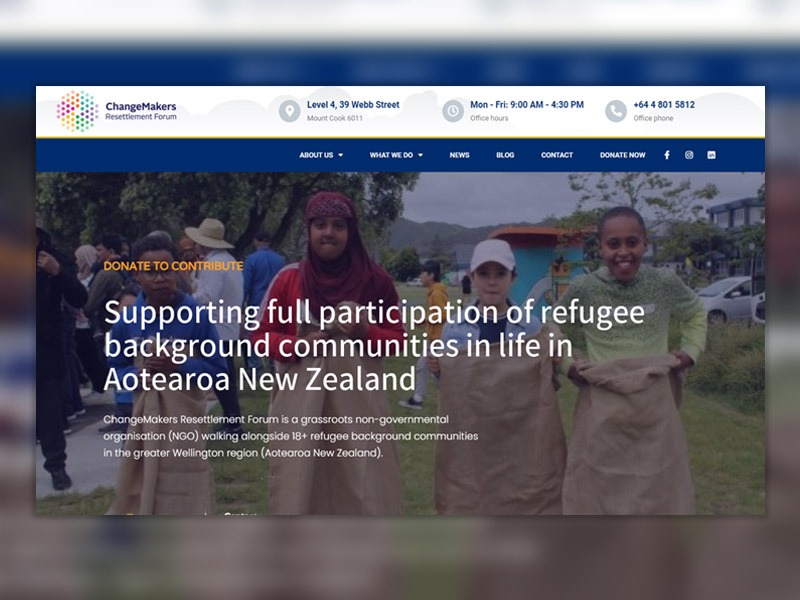 ChangeMakers
Resettlement Forum
Level 4, 39 Webb Street
Mount Cook 6011
Mon - Fri: 9:00 AM - 4:30 PM
Office hours
+64 4 801 5812
Office phone
ABOUT US
WHAT WE DO
NEWS
BLOG
CONTACT
DONATE NOW
DONATE TO CONTRIBUTE
Supporting full participation of refugee
background communities in life in
Aotearoa New Zealand
ChangeMakers Resettlement Forum is a grassroots non-governmental
organisation (NGO) walking alongside 18+ refugee background communities
in the greater Wellington region (Aotearoa New Zealand).